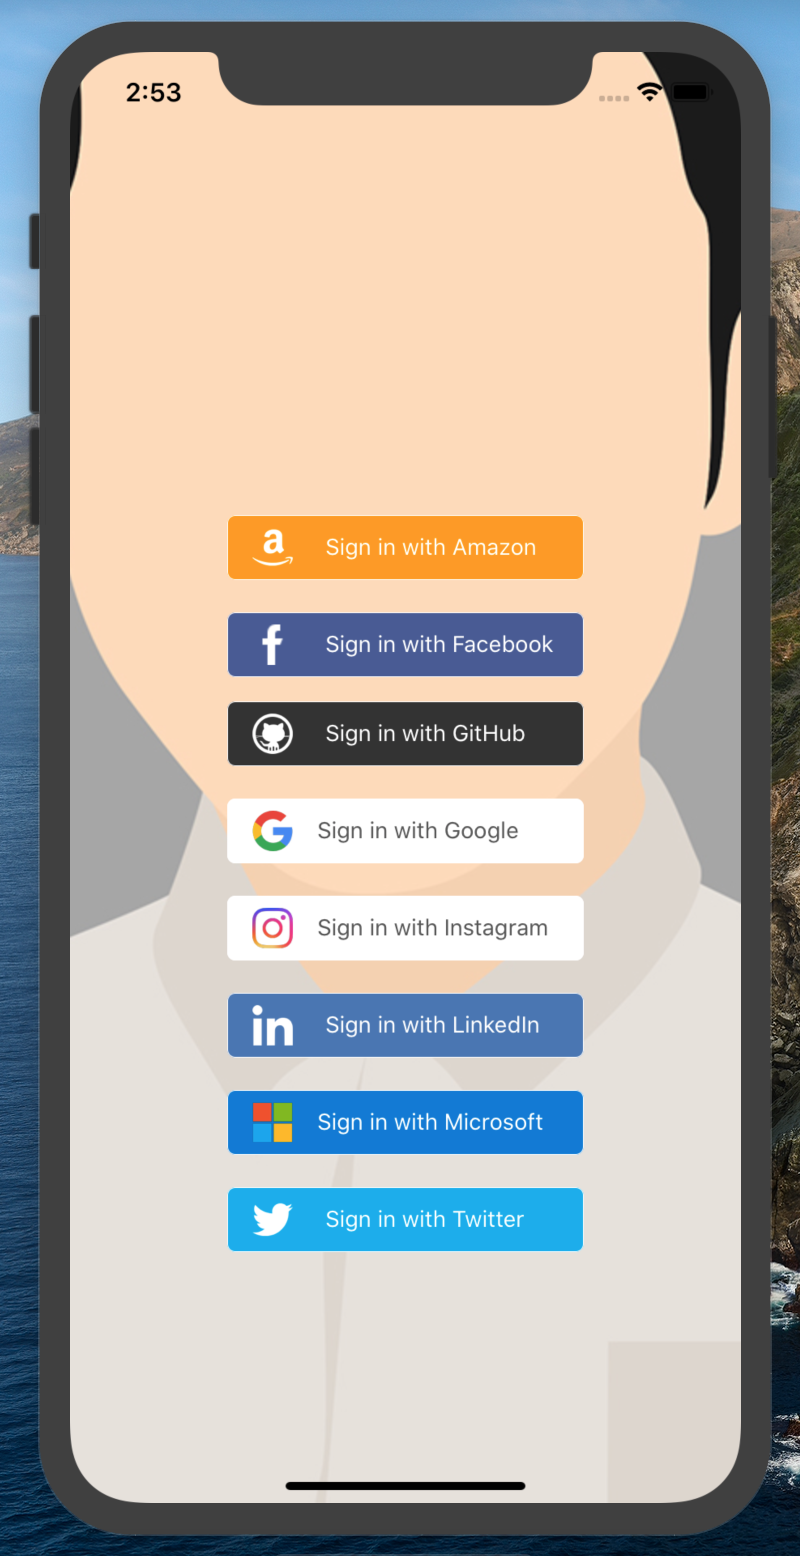 2:53
Sign in with Amazon
Sign in with Facebook
Sign in with GitHub
Sign in with Google
Sign in with Instagram
Sign in with LinkedIn
Sign in with Microsoft
Sign in with Twitter